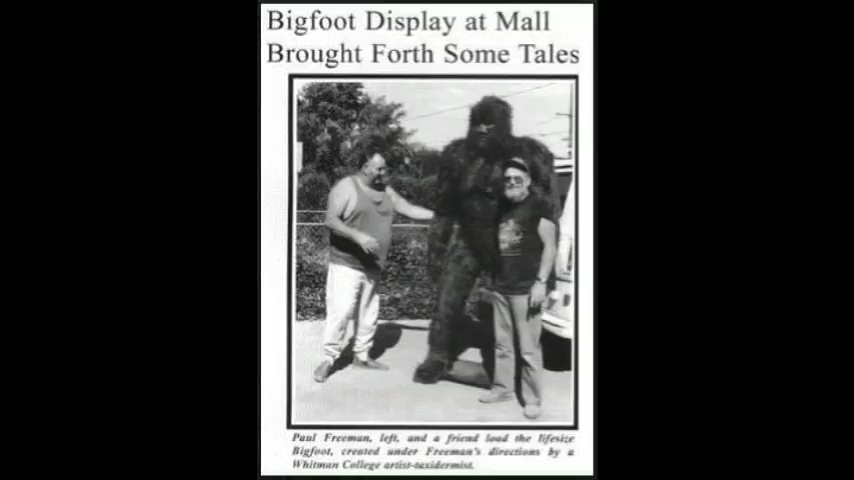 Bigfoot Display at Mall
Brought Forth Some Tales
Paul Freeman, left, and a friend load the lifesize
Bigfoot, created under Freeman's directions by a
Whitman College artist-taxidermist.